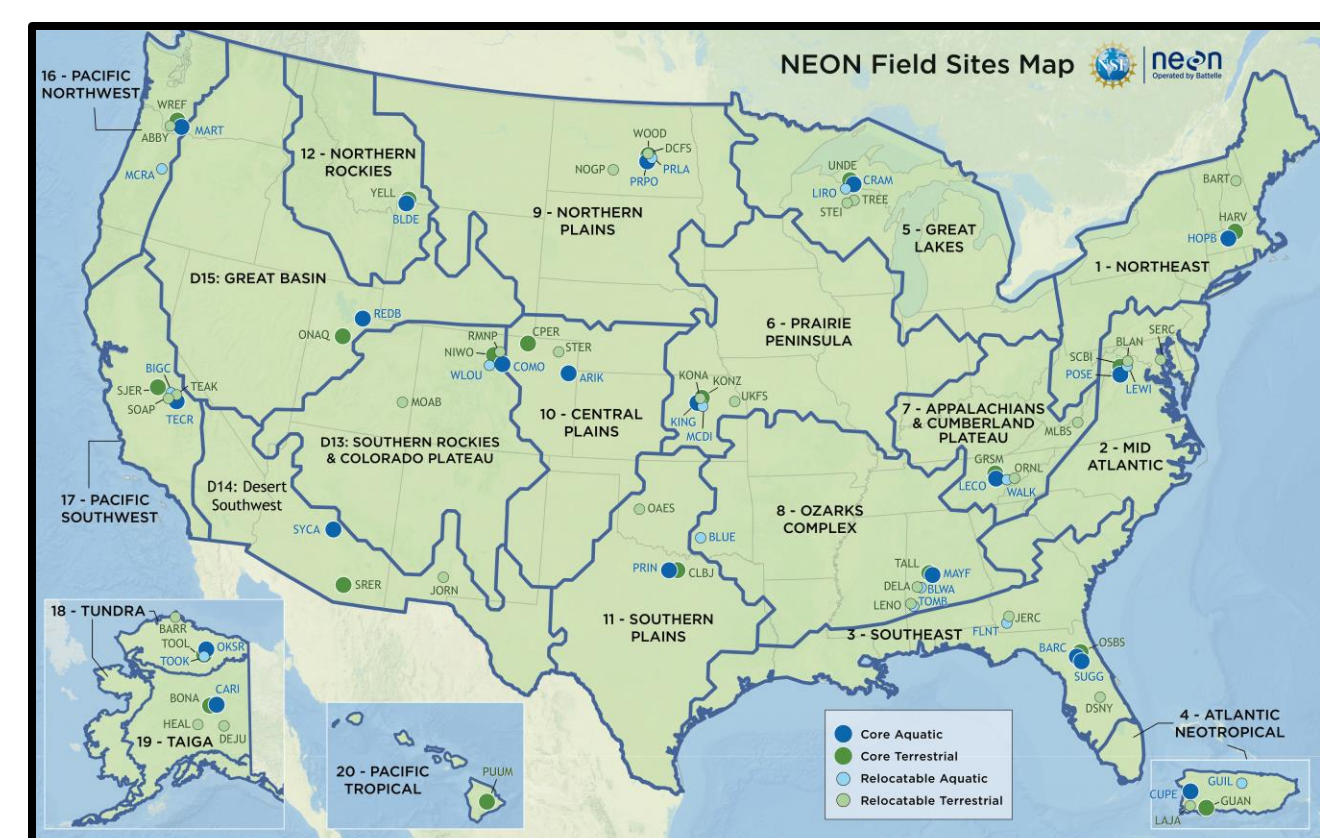 NEON Field Sites Map
NSF
neon
Operated by Battelle
16 - PACIFIC
NORTHWEST
WREF
ABBY
MART
MCRA
12 - NORTHERN
ROCKIES
YELL
BLDE
WOOD
DCFS
NOGP
PRLA
PRPO
9 - NORTHERN
PLAINS
UNDE
CRAM
LIRO
TREE
STEI
5 - GREAT
LAKES
BART
HARV
HOPB
1 - NORTHEAST
D15: GREAT BASIN
REDB
ONAQ
RMNP
NIWO
WLOU
COMO
CPER
STER
ARIK
10 - CENTRAL
PLAINS
6 - PRAIRIE
PENINSULA
KONA
KONZ
UKFS
KING
MCDI
SERC
BLAN
SCBI
POSE
LEWI
7 - APPALACHIANS
& CUMBERLAND
PLATEAU
MLBS
2 - MID
ATLANTIC
GRSM
ORNL
LECO
WALK
BIGC
TEAK
SJER
SOAP
TECR
MOAB
D13: SOUTHERN ROCKIES
& COLORADO PLATEAU
17 - PACIFIC
SOUTHWEST
D14: Desert
Southwest
SYCA
SRER
JORN
OAES
BLUE
PRIN
CLBJ
8 - OZARKS
COMPLEX
TALL
MAYF
DELA
BLWA
LENO
TOMB
11 - SOUTHERN
PLAINS
3 - SOUTHEAST
JERC
FLNT
OSBS
BARC
SUGG
DSNY
18 - TUNDRA
BARR
TOOL
OKSR
TOOK
CARI
BONA
HEAL
DEJU
19 - TAIGA
20 - PACIFIC
TROPICAL
PUUM
Core Aquatic
Core Terrestrial
Relocatable Aquatic
Relocatable Terrestrial
4 - ATLANTIC
NEOTROPICAL
GUIL
CUPE
GUAN
LAJA